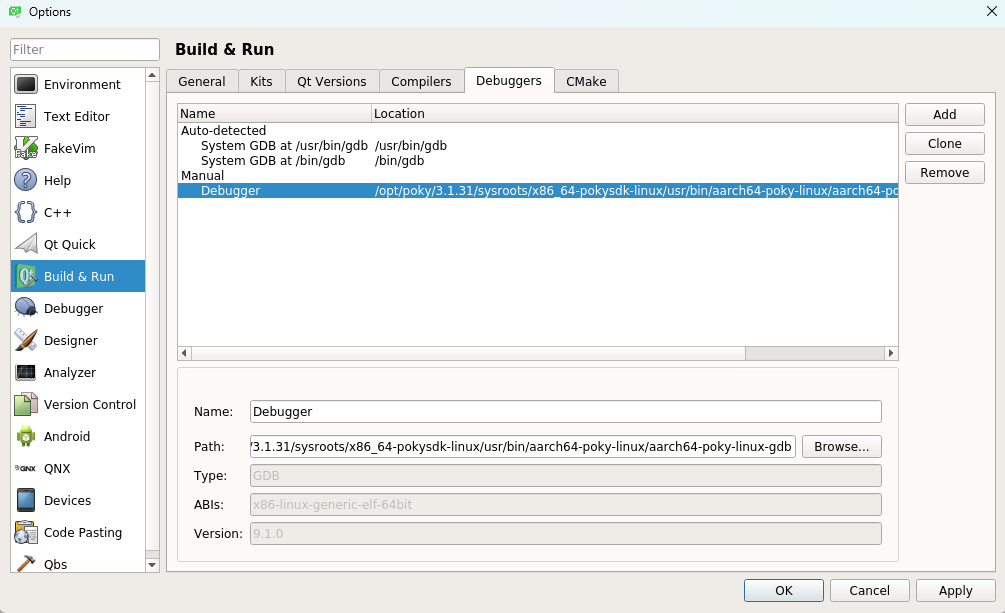 Options
Filter
Environment
Text Editor
FakeVim
Help
C++
Qt Quick
Build & Run
Debugger
Designer
Analyzer
Version Control
Android
QNX
Devices
Code Pasting
Qbs
Build & Run
General Kits Qt Versions Compilers Debuggers CMake
Name Location
Auto-detected
System GDB at /usr/bin/gdb /usr/bin/gdb
System GDB at /bin/gdb /bin/gdb
Manual
Debugger /opt/poky/3.1.31/sysroots/x86_64-pokysdk-linux/usr/bin/aarch64-poky-linux/aarch64-po
Add
Clone
Remove
Name: Debugger
Path: /3.1.31/sysroots/x86_64-pokysdk-linux/usr/bin/aarch64-poky-linux/aarch64-poky-linux-gdb Browse...
Type: GDB
ABIs: x86-linux-generic-elf-64bit
Version: 9.1.0
OK Cancel Apply